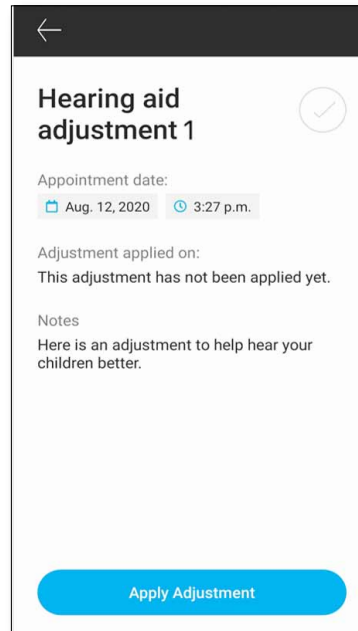 Hearing aid
adjustment 1
Appointment date:
Aug. 12, 2020 3:27 p.m.
Adjustment applied on:
This adjustment has not been applied yet.
Notes
Here is an adjustment to help hear your
children better.
Apply Adjustment